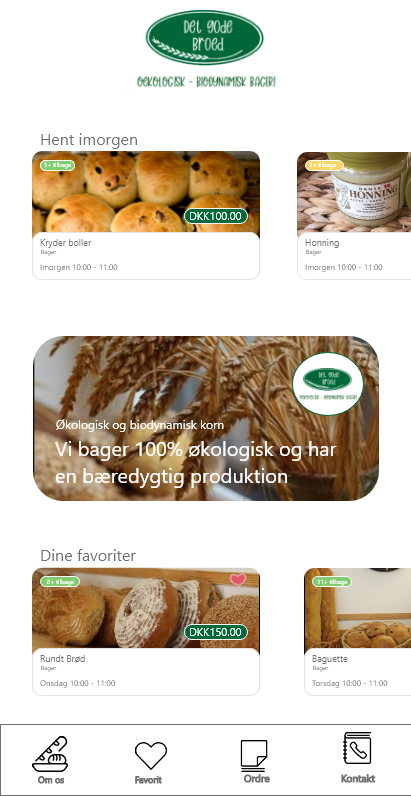 Det gode
Brød
ØKOLOGISK - BIODYNAMISK BAGERI
Hent imorgen
5+ tilbage
DKK100.00
Kryder boller
Bager
Imorgen 10:00 - 11:00
2+ tilbage
DANSK
HONNING
Honning
Imorgen 10:00 - 11:00
Det gode
Brød
ØKOLOGISK - BIODYNAMISK BAGERI
Økologisk og biodynamisk korn
Vi bager 100% økologisk og har
en bæredygtig produktion
Dine favoriter
8+ tilbage
DKK150.00
Rundt Brød
Bager
Onsdag 10:00 - 11:00
11+ tilbage
Baguette
Bager
Torsdag 10:00 - 11:00
Om os
Favorit
Ordre
Kontakt